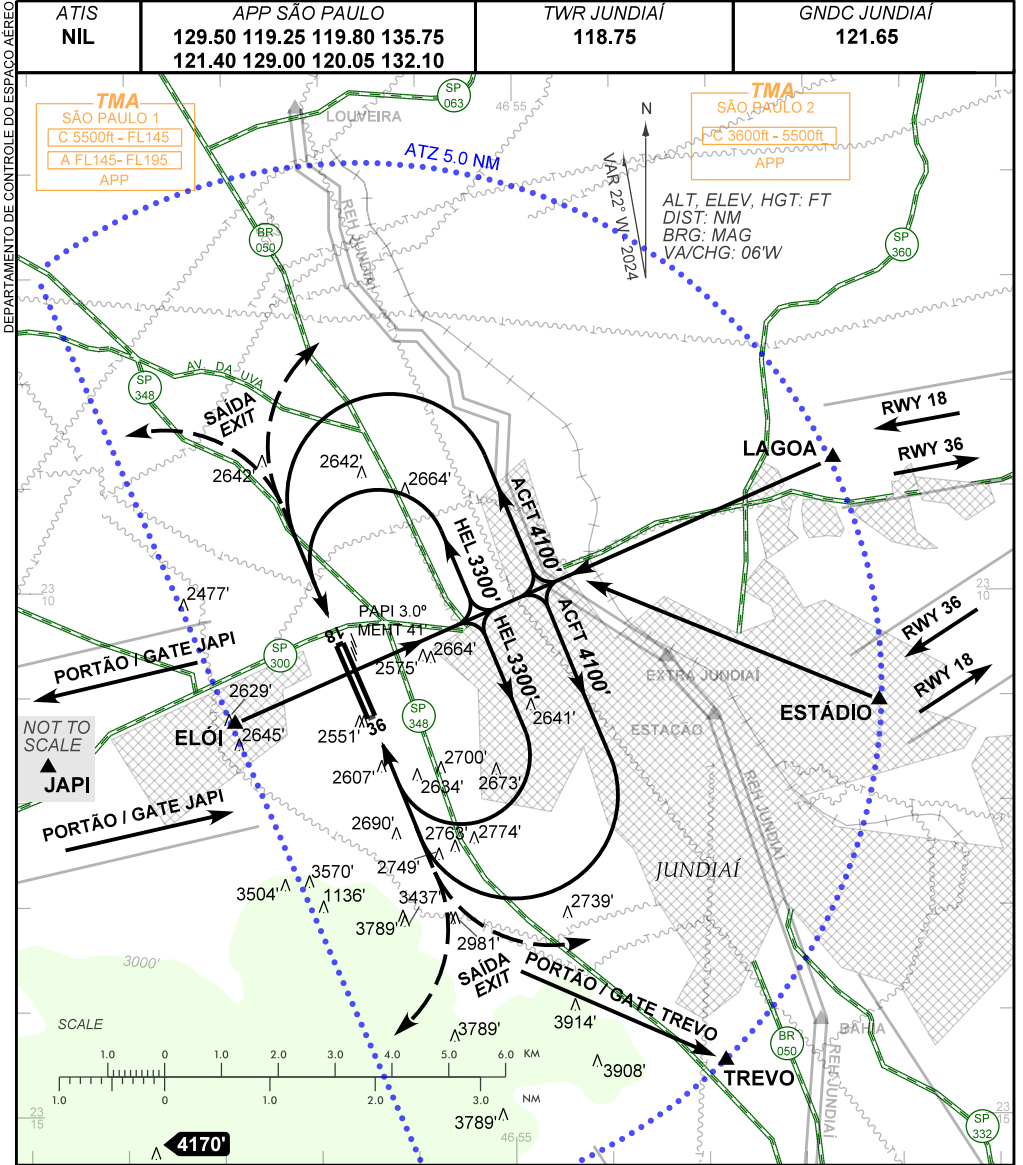 DEPARTAMENTO DE CONTROLE DO ESPAÇO AÉREO
ATIS
NIL
APP SÃO PAULO
129.50 119.25 119.80 135.75
121.40 129.00 120.05 132.10
TWR JUNDIAÍ
118.75
GNDC JUNDIAÍ
121.65
TMA
SÃO PAULO 1
C 5500ft - FL145
A FL145- FL195
APP
SP
063
46 55
LOUVEIRA
TMA
SÃO PAULO 2
C 3600ft - 5500ft
APP
ATZ 5.0 NM
N
VAR 22° W 2024
ALT, ELEV, HGT: FT
DIST: NM
BRG: MAG
VA/CHG: 06'W
BR
050
REH JUNDIAÍ
SP
360
SP
348
AV. DA UVA
SAÍDA
EXIT
RWY 18
RWY 36
LAGOA
2642'
2642'
2664'
ACFT 4100'
HEL 3300'
23
10
2477'
PAPI 3.0º
MEHT 41'
18
HEL 3300'
ACFT 4100'
23
10
RWY 36
RWY 18
PORTÃO / GATE JAPI
SP
300
2575'
2664'
EXTRA JUNDIAÍ
2629'
2641'
ESTÁDIO
ELÓI
2645'
2551'
36
SP
348
ESTAÇÃO
NOT TO
SCALE
JAPI
2607'
2634'
2700'
2673'
REH JUNDIAÍ
PORTÃO / GATE JAPI
2690'
2763'
2774'
2749'
JUNDIAÍ
3504'
3570'
1136'
3437'
3789'
2981'
2739'
3000'
SAÍDA
EXIT
PORTÃO / GATE TREVO
3914'
SCALE
3789'
3908'
BAHIA
BR
050
REH JUNDIAÍ
TREVO
1.0 0 1.0 2.0 3.0 4.0 5.0 6.0 KM
1.0 0 1.0 2.0 3.0 NM
23
15
3789'
46 55
SP
332
4170'